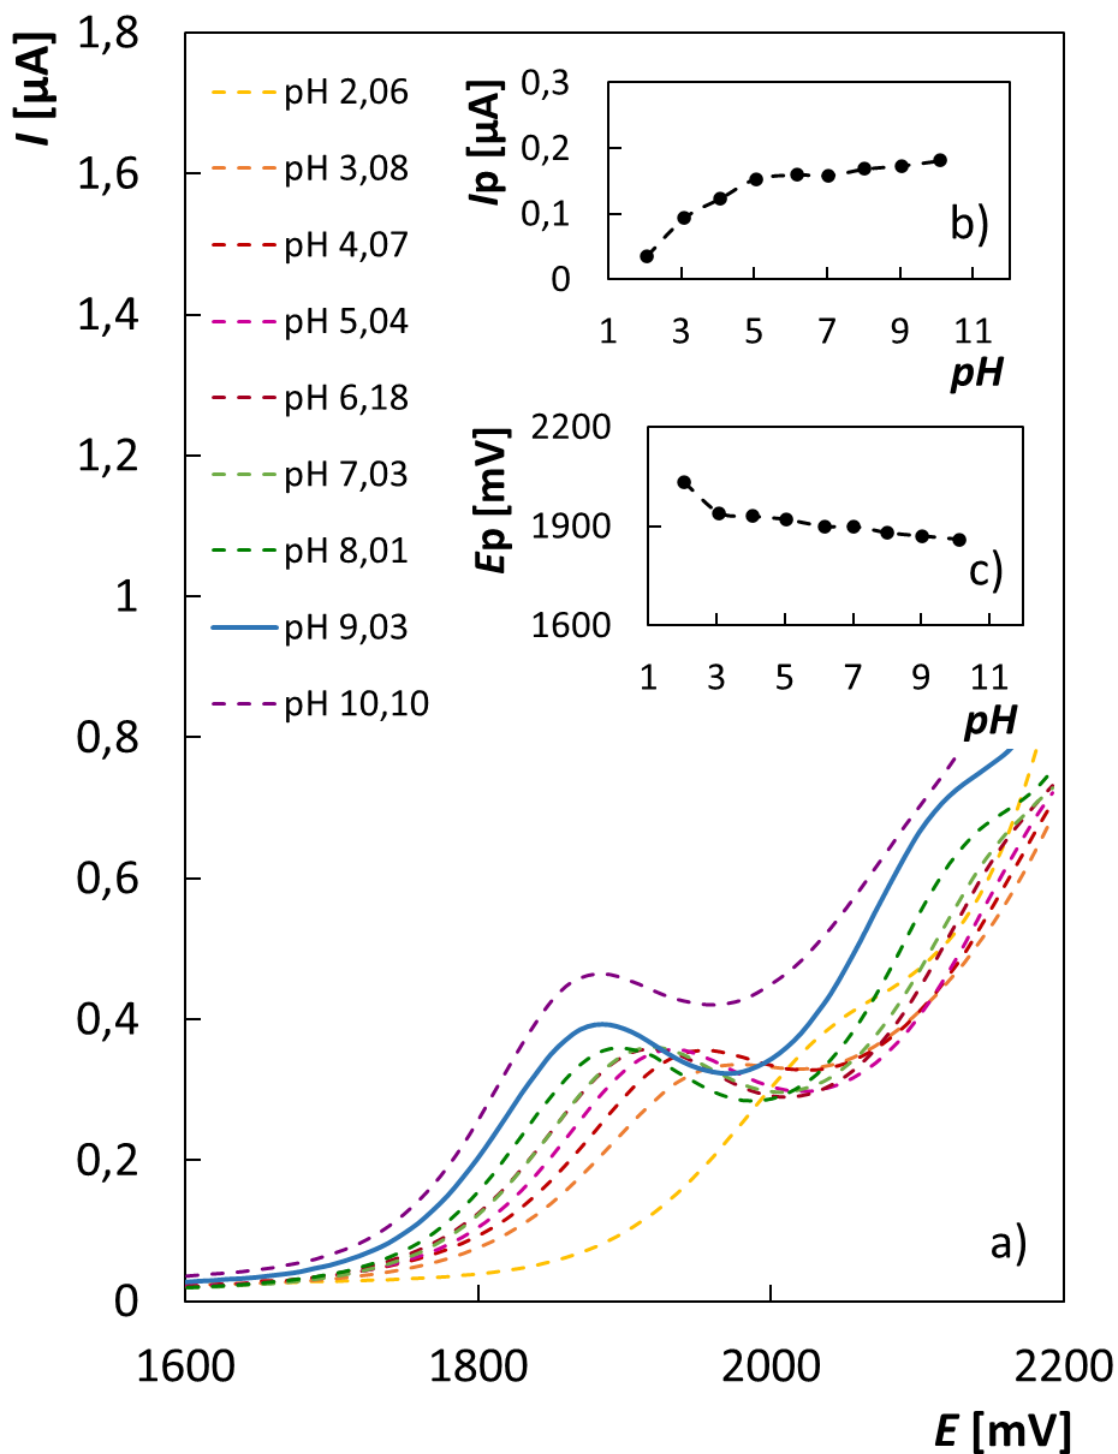 I [µA]
1,8
1,6
1,4
1,2
1
0,8
0,6
0,4
0,2
0
1600
1800
2000
2200
E [mV]
pH 2,06
pH 3,08
pH 4,07
pH 5,04
pH 6,18
pH 7,03
pH 8,01
pH 9,03
pH 10,10
Ip [µA]
0,3
0,2
0,1
0
1
3
5
7
9
11
pH
b)
Ep [mV]
2200
1900
1600
1
3
5
7
9
11
pH
c)
a)